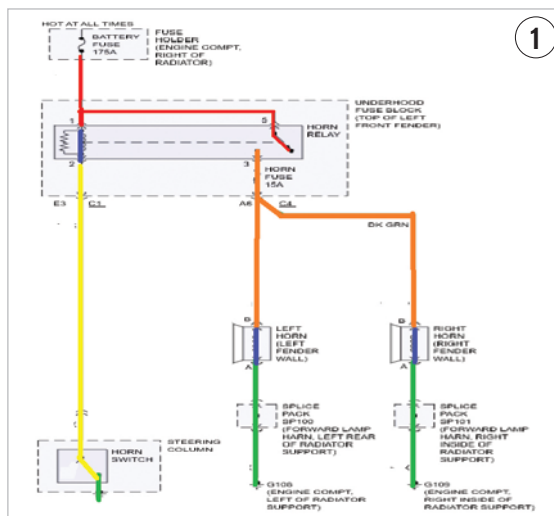 1
HOT AT ALL TIMES
BATTERY
FUSE
175A
FUSE
HOLDER
(ENGINE COMPT,
RIGHT OF
RADIATOR)
UNDERHOOD
FUSE BLOCK
(TOP OF LEFT
FRONT FENDER)
1
5
HORN
RELAY
2
3
HORN
FUSE
15A
E3
C1
A6
C4
DK GRN
B
LEFT
HORN
(LEFT
FENDER
WALL)
A
B
RIGHT
HORN
(RIGHT
FENDER
WALL)
A
SPLICE
PACK
SP100
(FORWARD LAMP
HARN, LEFT REAR
OF RADIATOR
SUPPORT)
SPLICE
PACK
SP101
(FORWARD LAMP
HARN, RIGHT
INSIDE OF
RADIATOR
SUPPORT)
STEERING
COLUMN
HORN
SWITCH
G108
(ENGINE COMPT,
LEFT OF RADIATOR
SUPPORT)
G109
(ENGINE COMPT,
RIGHT INSIDE OF
RADIATOR SUPPORT)